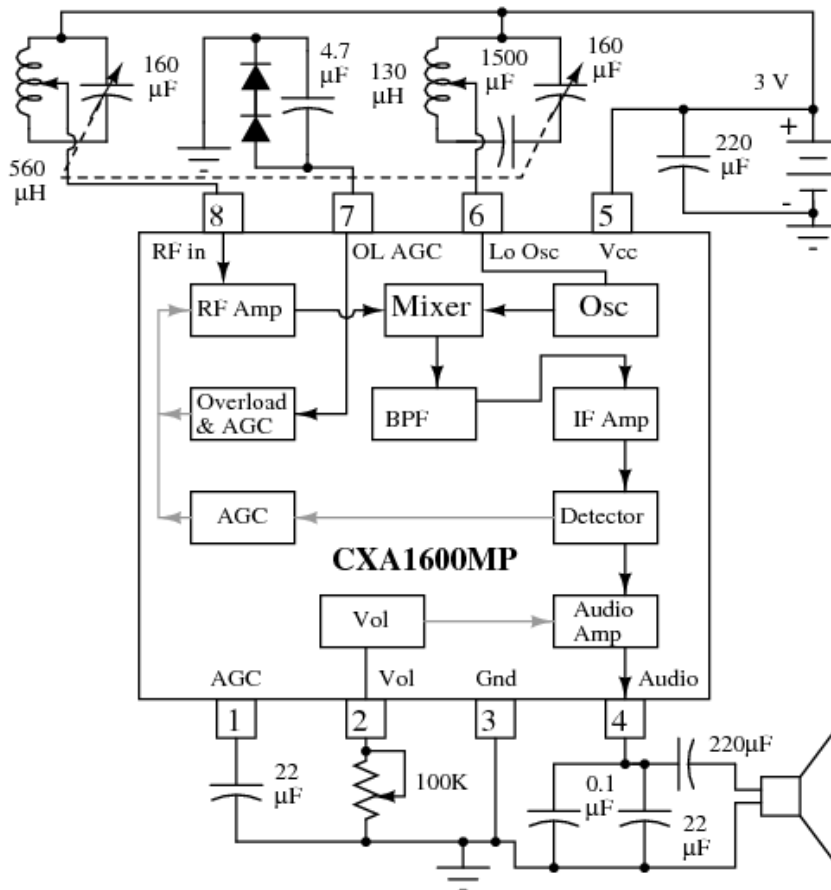 160
µF
4.7
µF
130
µH
1500
µF
160
µF
3 V
+
-
220
µF
560
µH
8
7
6
5
RF in
OL AGC
Lo Osc
Vcc
RF Amp
Mixer
Osc
Overload
& AGC
BPF
IF Amp
AGC
Detector
CXA1600MP
Vol
Audio
Amp
AGC
Vol
Gnd
Audio
1
2
3
4
22
µF
100K
0.1
µF
22
µF
220µF